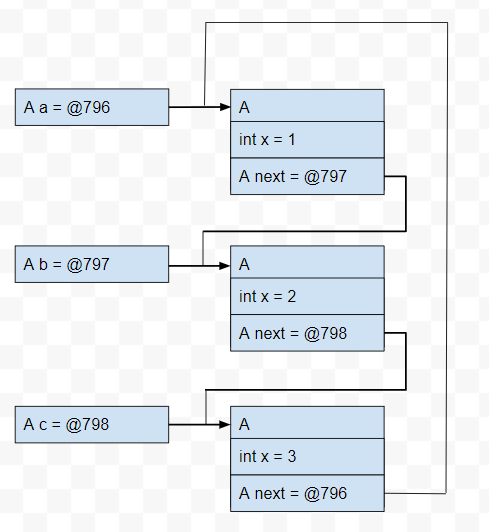 A a = @796
A
int x = 1
A next = @797
A b = @797
A
int x = 2
A next = @798
A c = @798
A
int x = 3
A next = @796